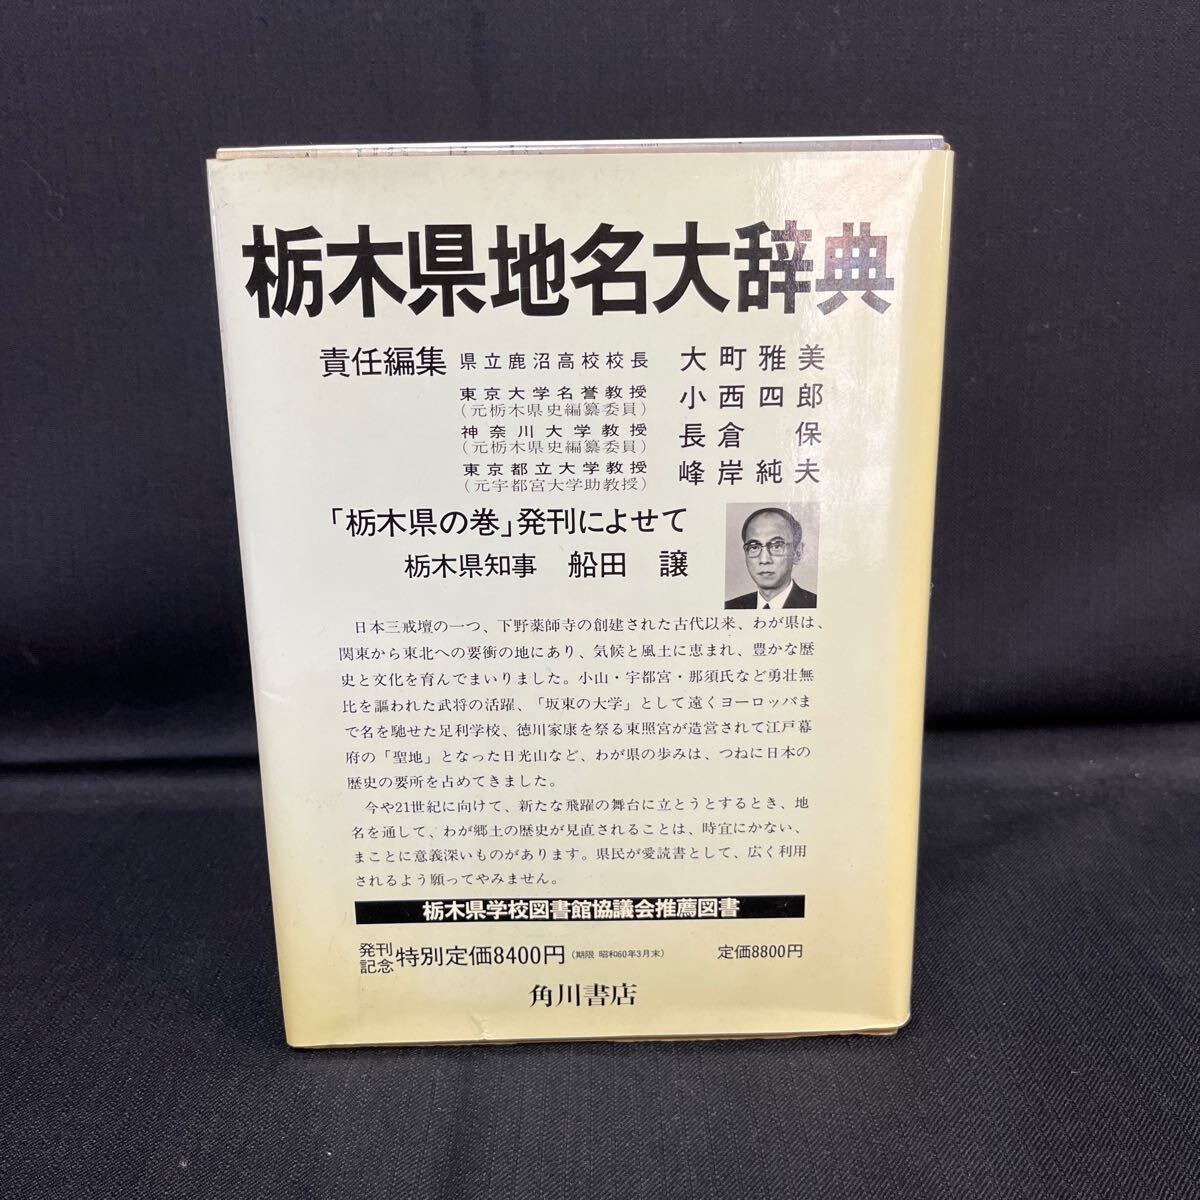 栃木県地名大辞典
責任編集 県立鹿沼高校校長 大町雅美
東京大学名誉教授 小西四郎
(元栃木県史編纂委員)
神奈川大学教授 長倉 保
(元栃木県史編纂委員)
東京都立大学教授 峰岸純夫
(元宇都宮大学助教授)
「栃木県の巻」発刊によせて
栃木県知事 船田 譲
日本三戒壇の一つ、下野薬師寺の創建された古代以来、わが県は、
関東から東北への要衝の地にあり、気候と風土に恵まれ、豊かな歴
史と文化を育んでまいりました。小山・宇都宮・那須氏など勇壮無
比を謳われた武将の活躍、「坂東の大学」として遠くヨーロッパま
で名を馳せた足利学校、徳川家康を祭る東照宮が造営されて江戸幕
府の「聖地」となった日光山など、わが県の歩みは、つねに日本の
歴史の要所を占めてきました。
今や21世紀に向けて、新たな飛躍の舞台に立とうとするとき、地
名を通して、わが郷土の歴史が見直されることは、時宜にかない、
まことに意義深いものがあります。県民が愛読書として、広く利用
されるよう願ってやみません。
栃木県学校図書館協議会推薦図書
発刊記念 特別定価8400円 (期限 昭和60年3月末) 定価8800円
角川書店